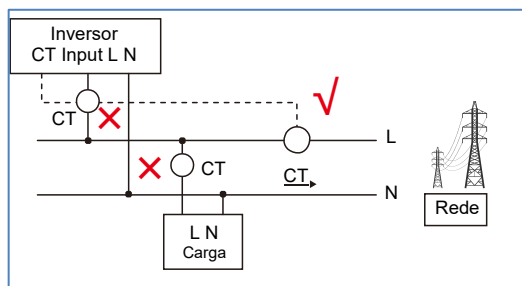 Inversor
CT Input L N
CT
L
CT
CT
N
Rede
L N
Carga